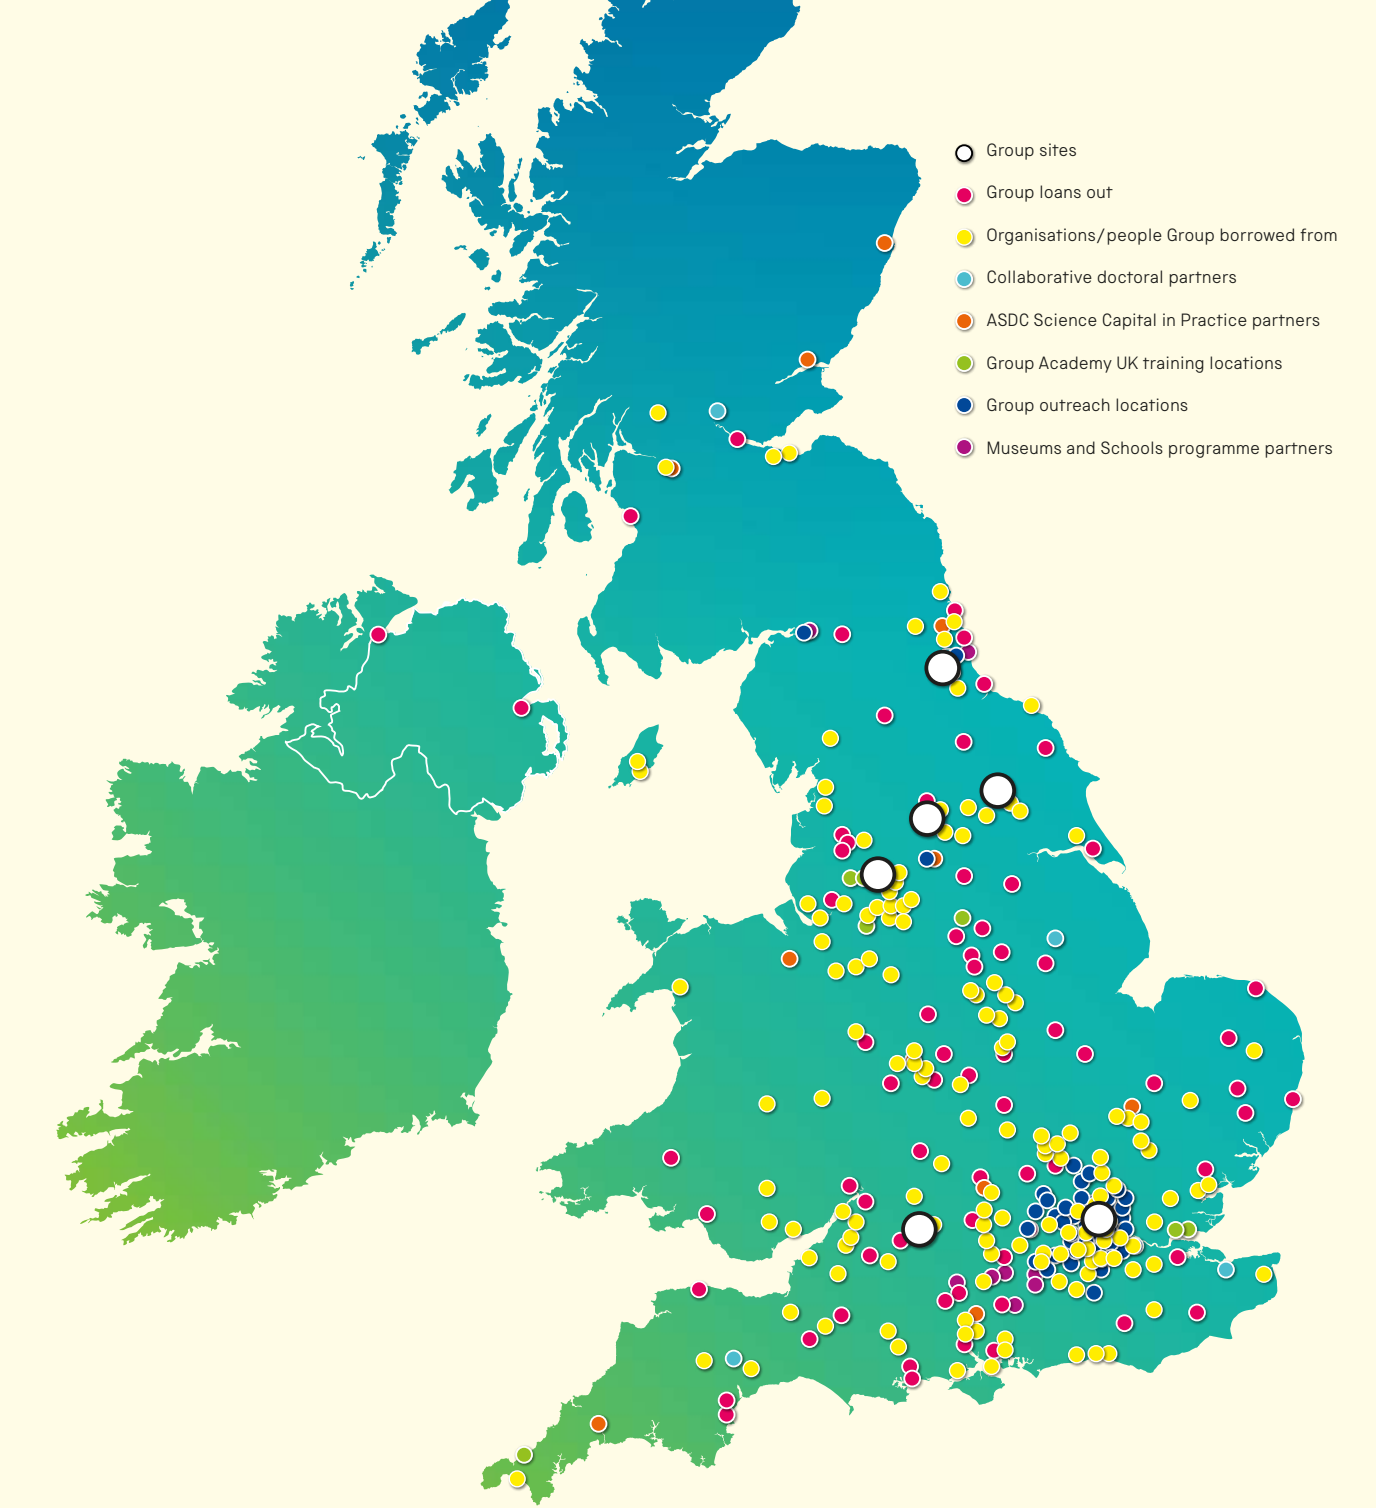 Group sites
Group loans out
Organisations/people Group borrowed from
Collaborative doctoral partners
ASDC Science Capital in Practice partners
Group Academy UK training locations
Group outreach locations
Museums and Schools programme partners